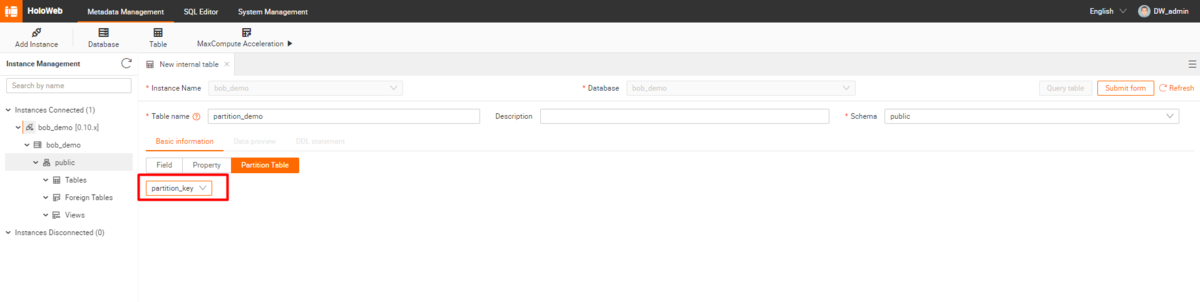 HoloWeb Metadata Management SQL Editor System Management English DW_admin
Add Instance Database Table MaxCompute Acceleration
Instance Management New internal table
Search by name * Instance Name bob_demo * Database bob_demo Query table Submit form Refresh
Instances Connected (1) * Table name partition_demo Description * Schema public
bob_demo [0.10.x]
bob_demo Basic information Data preview DDL statement
public Field Property Partition Table
Tables partition_key
Foreign Tables
Views
Instances Disconnected (0)